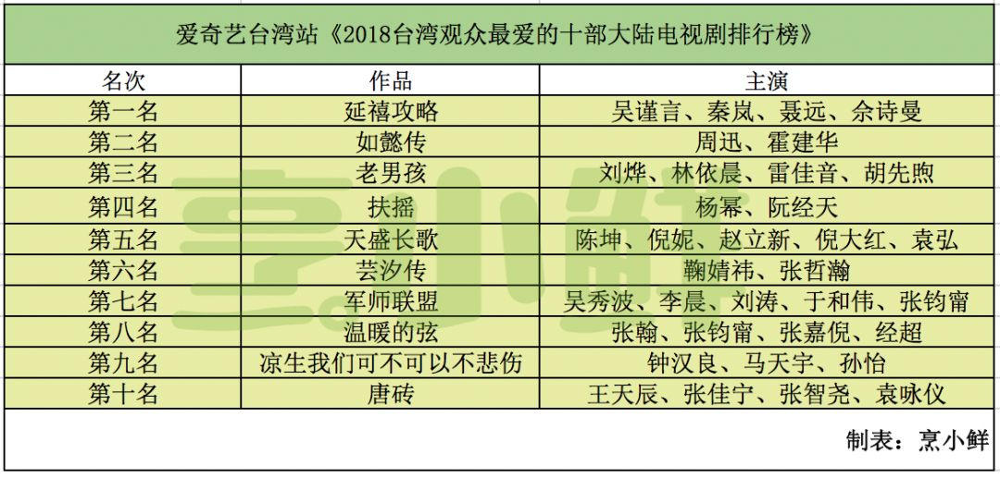 爱奇艺台湾站《2018台湾观众最爱的十部大陆电视剧排行榜》
名次 作品 主演
第一名 延禧攻略 吴谨言、秦岚、聂远、佘诗曼
第二名 如懿传 周迅、霍建华
第三名 老男孩 刘烨、林依晨、雷佳音、胡先煦
第四名 扶摇 杨幂、阮经天
第五名 天盛长歌 陈坤、倪妮、赵立新、倪大红、袁弘
第六名 芸汐传 鞠婧祎、张哲瀚
第七名 军师联盟 吴秀波、李晨、刘涛、于和伟、张钧甯
第八名 温暖的弦 张翰、张钧甯、张嘉倪、经超
第九名 凉生我们可不可以不悲伤 钟汉良、马天宇、孙怡
第十名 唐砖 王天辰、张佳宁、张智尧、袁咏仪
制表：烹小鲜
烹小鲜